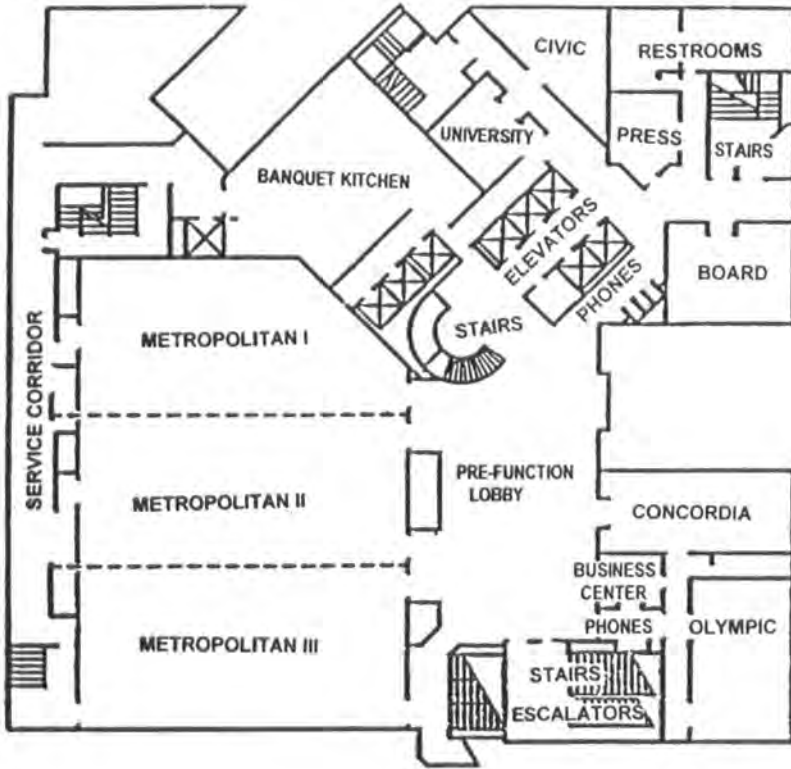 CIVIC
RESTROOMS
UNIVERSITY
PRESS
STAIRS
BANQUET KITCHEN
ELEVATORS
PHONES
BOARD
STAIRS
METROPOLITAN I
SERVICE CORRIDOR
METROPOLITAN II
PRE-FUNCTION
LOBBY
CONCORDIA
BUSINESS
CENTER
PHONES
OLYMPIC
METROPOLITAN III
STAIRS
ESCALATORS